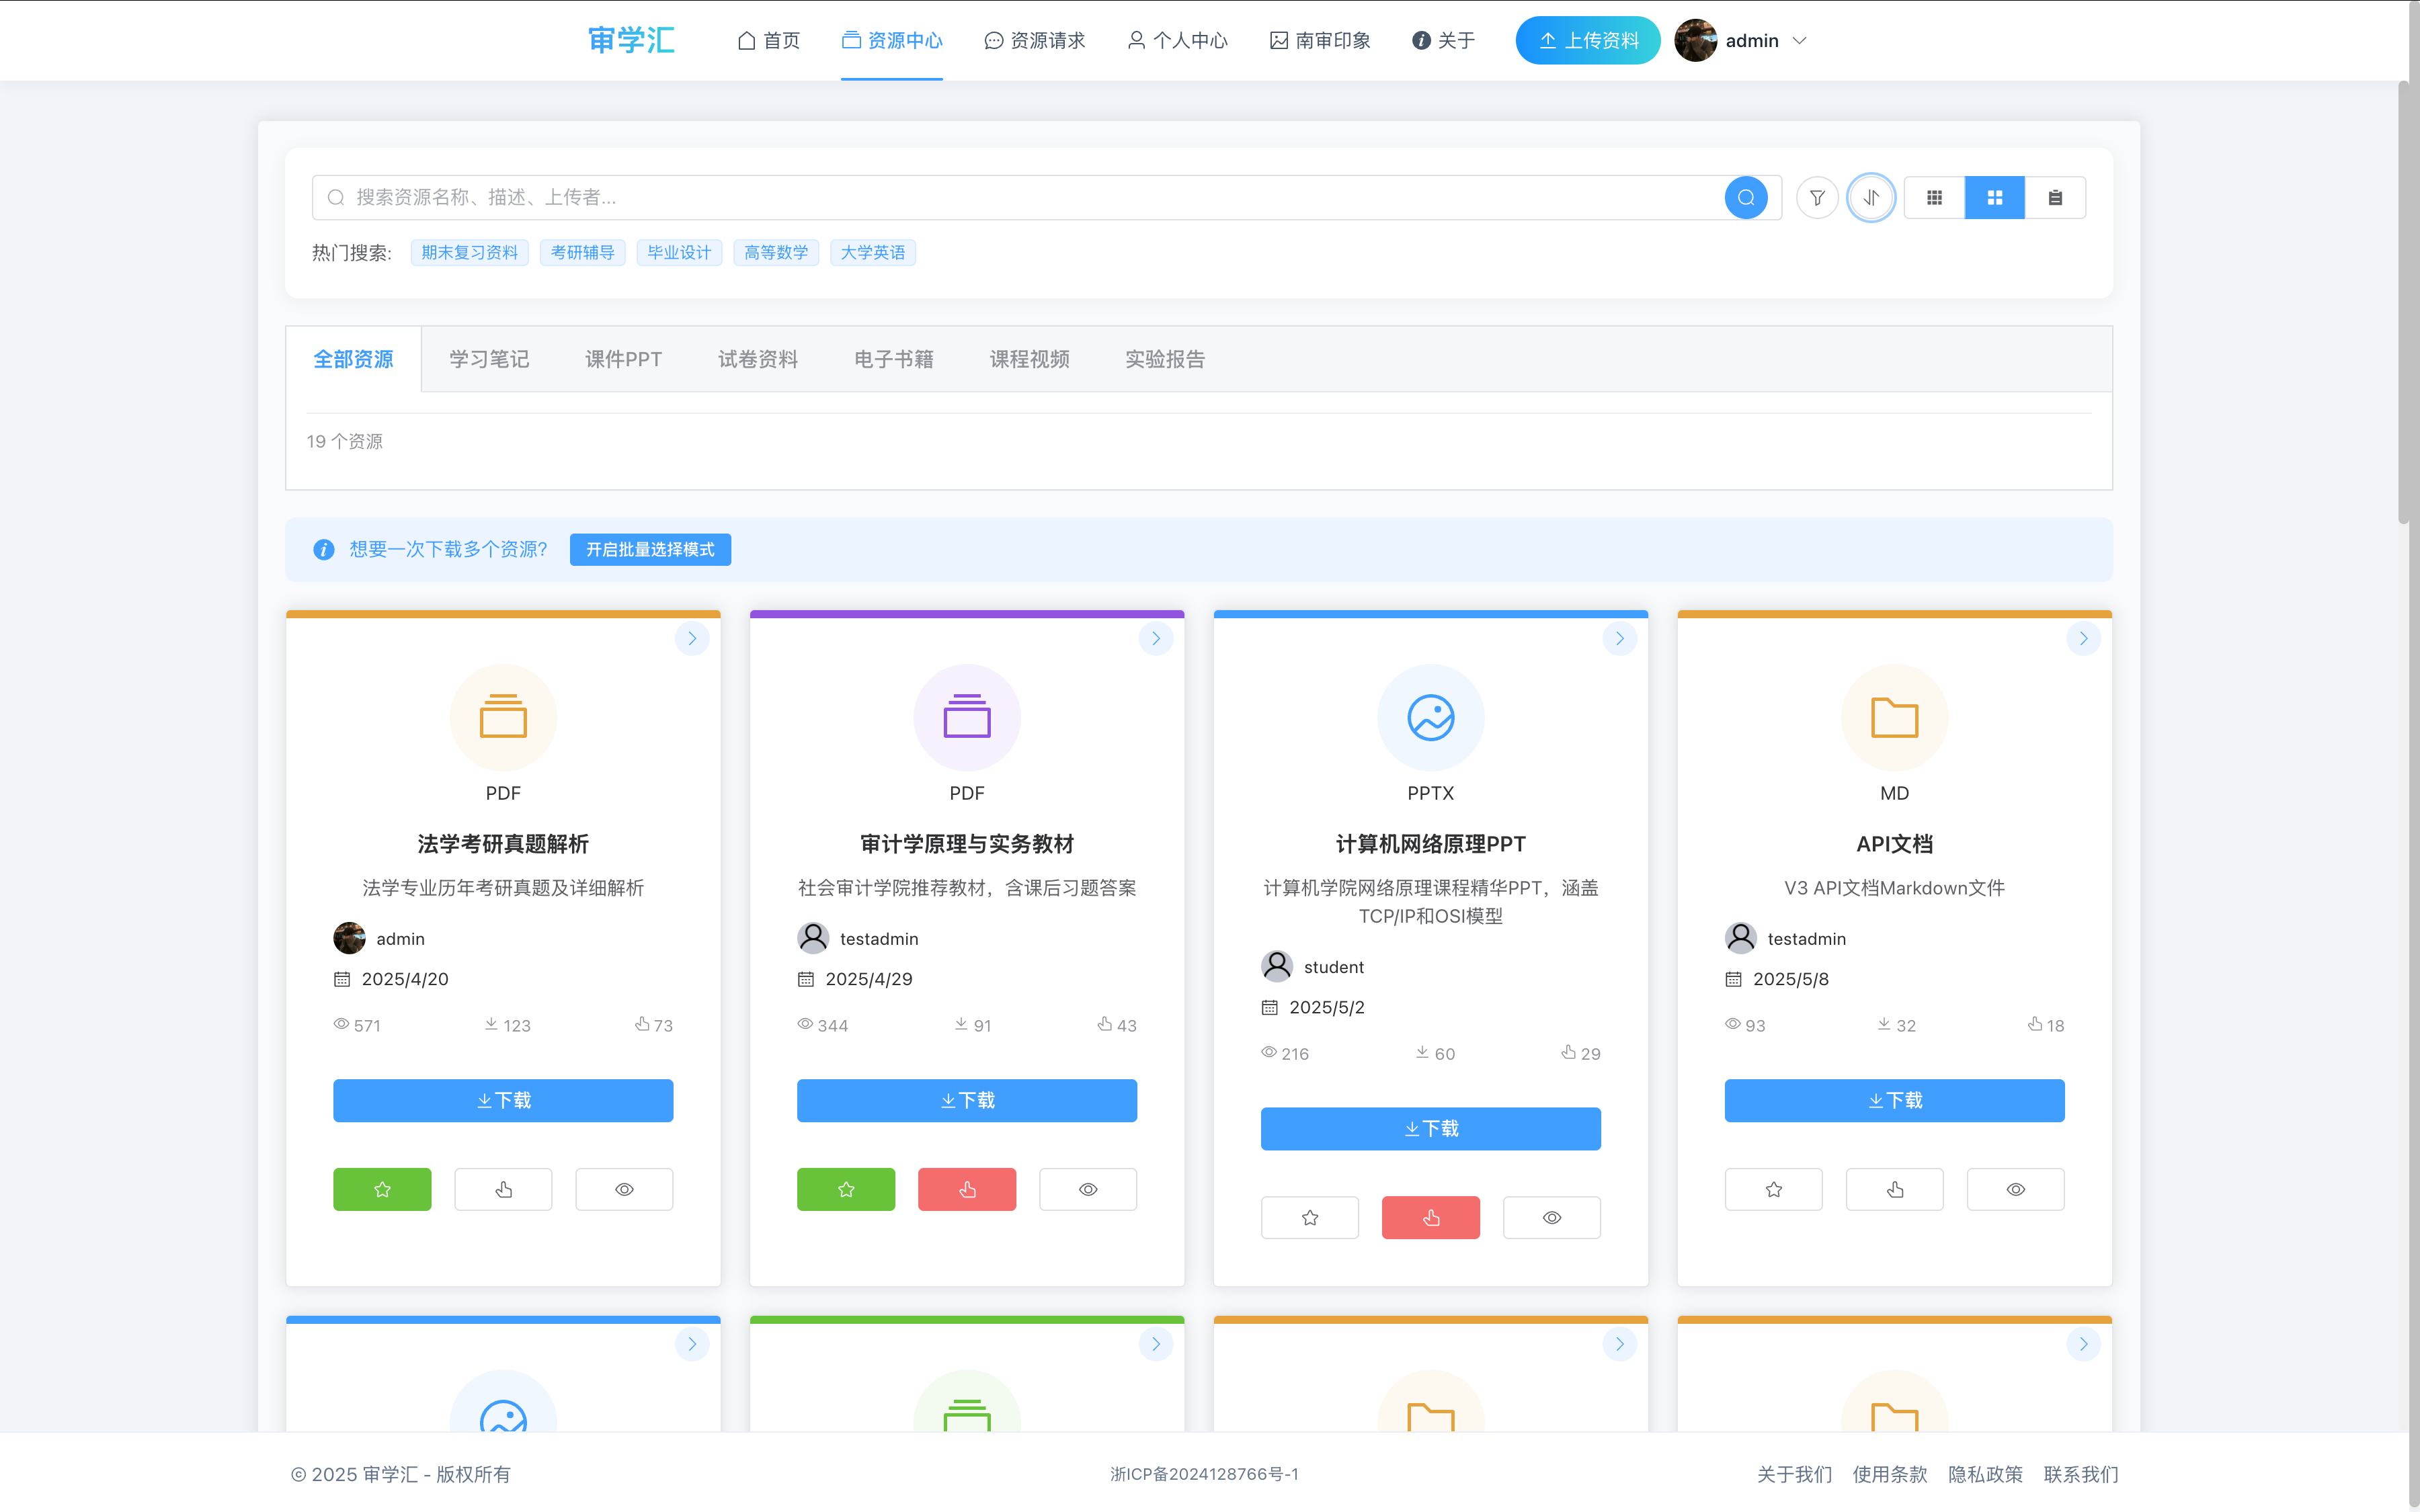 审学汇
首页 资源中心 资源请求 个人中心 南审印象 关于 上传资料 admin
搜索资源名称、描述、上传者...
热门搜索: 期末复习资料 考研辅导 毕业设计 高等数学 大学英语
全部资源 学习笔记 课件PPT 试卷资料 电子书籍 课程视频 实验报告
19 个资源
想要一次下载多个资源? 开启批量选择模式
PDF
法学考研真题解析
法学专业历年考研真题及详细解析
admin
2025/4/20
571 123 73
下载
PDF
审计学原理与实务教材
社会审计学院推荐教材，含课后习题答案
testadmin
2025/4/29
344 91 43
下载
PPTX
计算机网络原理PPT
计算机学院网络原理课程精华PPT，涵盖
TCP/IP和OSI模型
student
2025/5/2
216 60 29
下载
MD
API文档
V3 API文档Markdown文件
testadmin
2025/5/8
93 32 18
下载
© 2025 审学汇 - 版权所有
浙ICP备2024128766号-1
关于我们 使用条款 隐私政策 联系我们